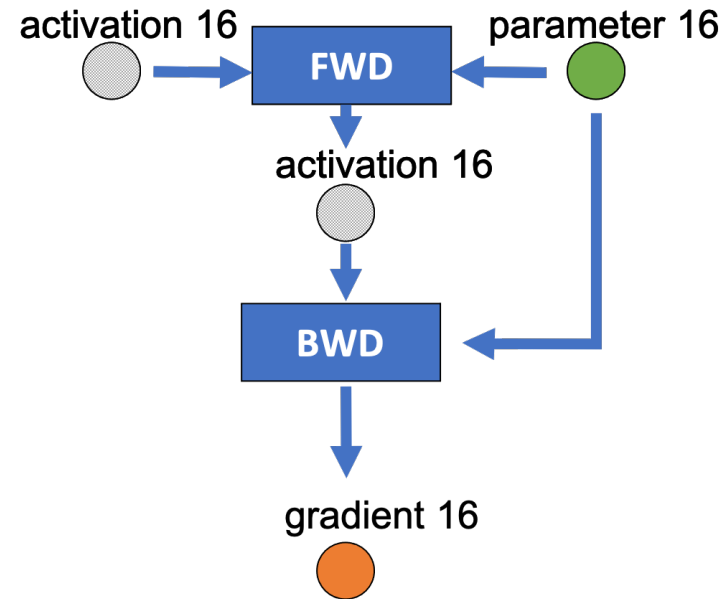 activation 16
parameter 16
FWD
activation 16
BWD
gradient 16